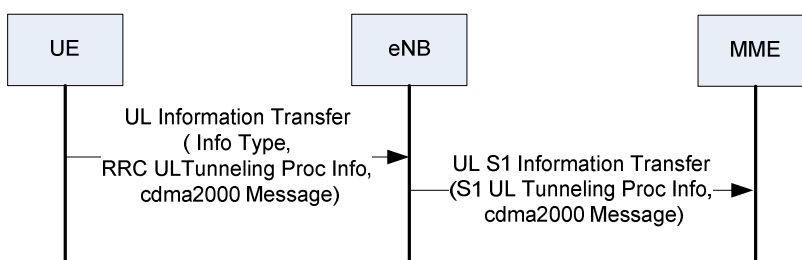 UE
eNB
MME
UL Information Transfer
( Info Type,
RRC ULTunneling Proc Info,
cdma2000 Message)
UL S1 Information Transfer
(S1 UL Tunneling Proc Info,
cdma2000 Message)